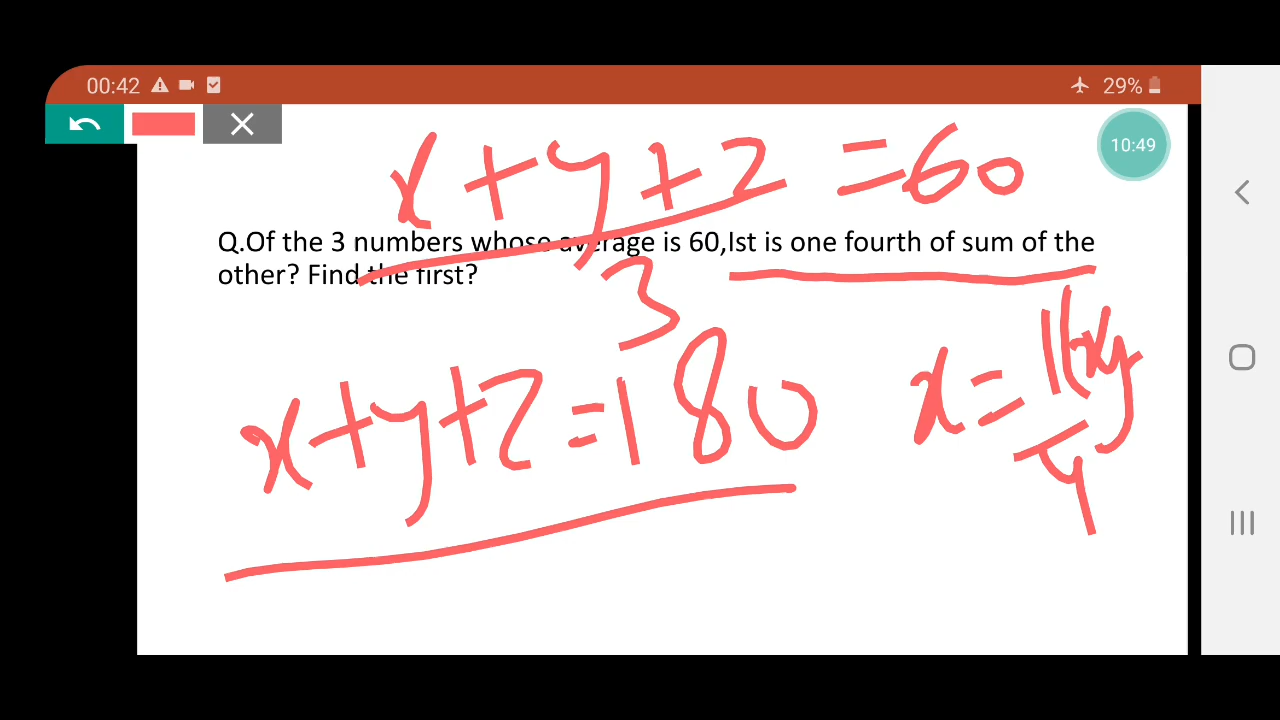 00:42
29%
10:49
x+y+z =60
Q.Of the 3 numbers whose average is 60,Ist is one fourth of sum of the
other? Find the first?
3
x+y+z=180
x=
4